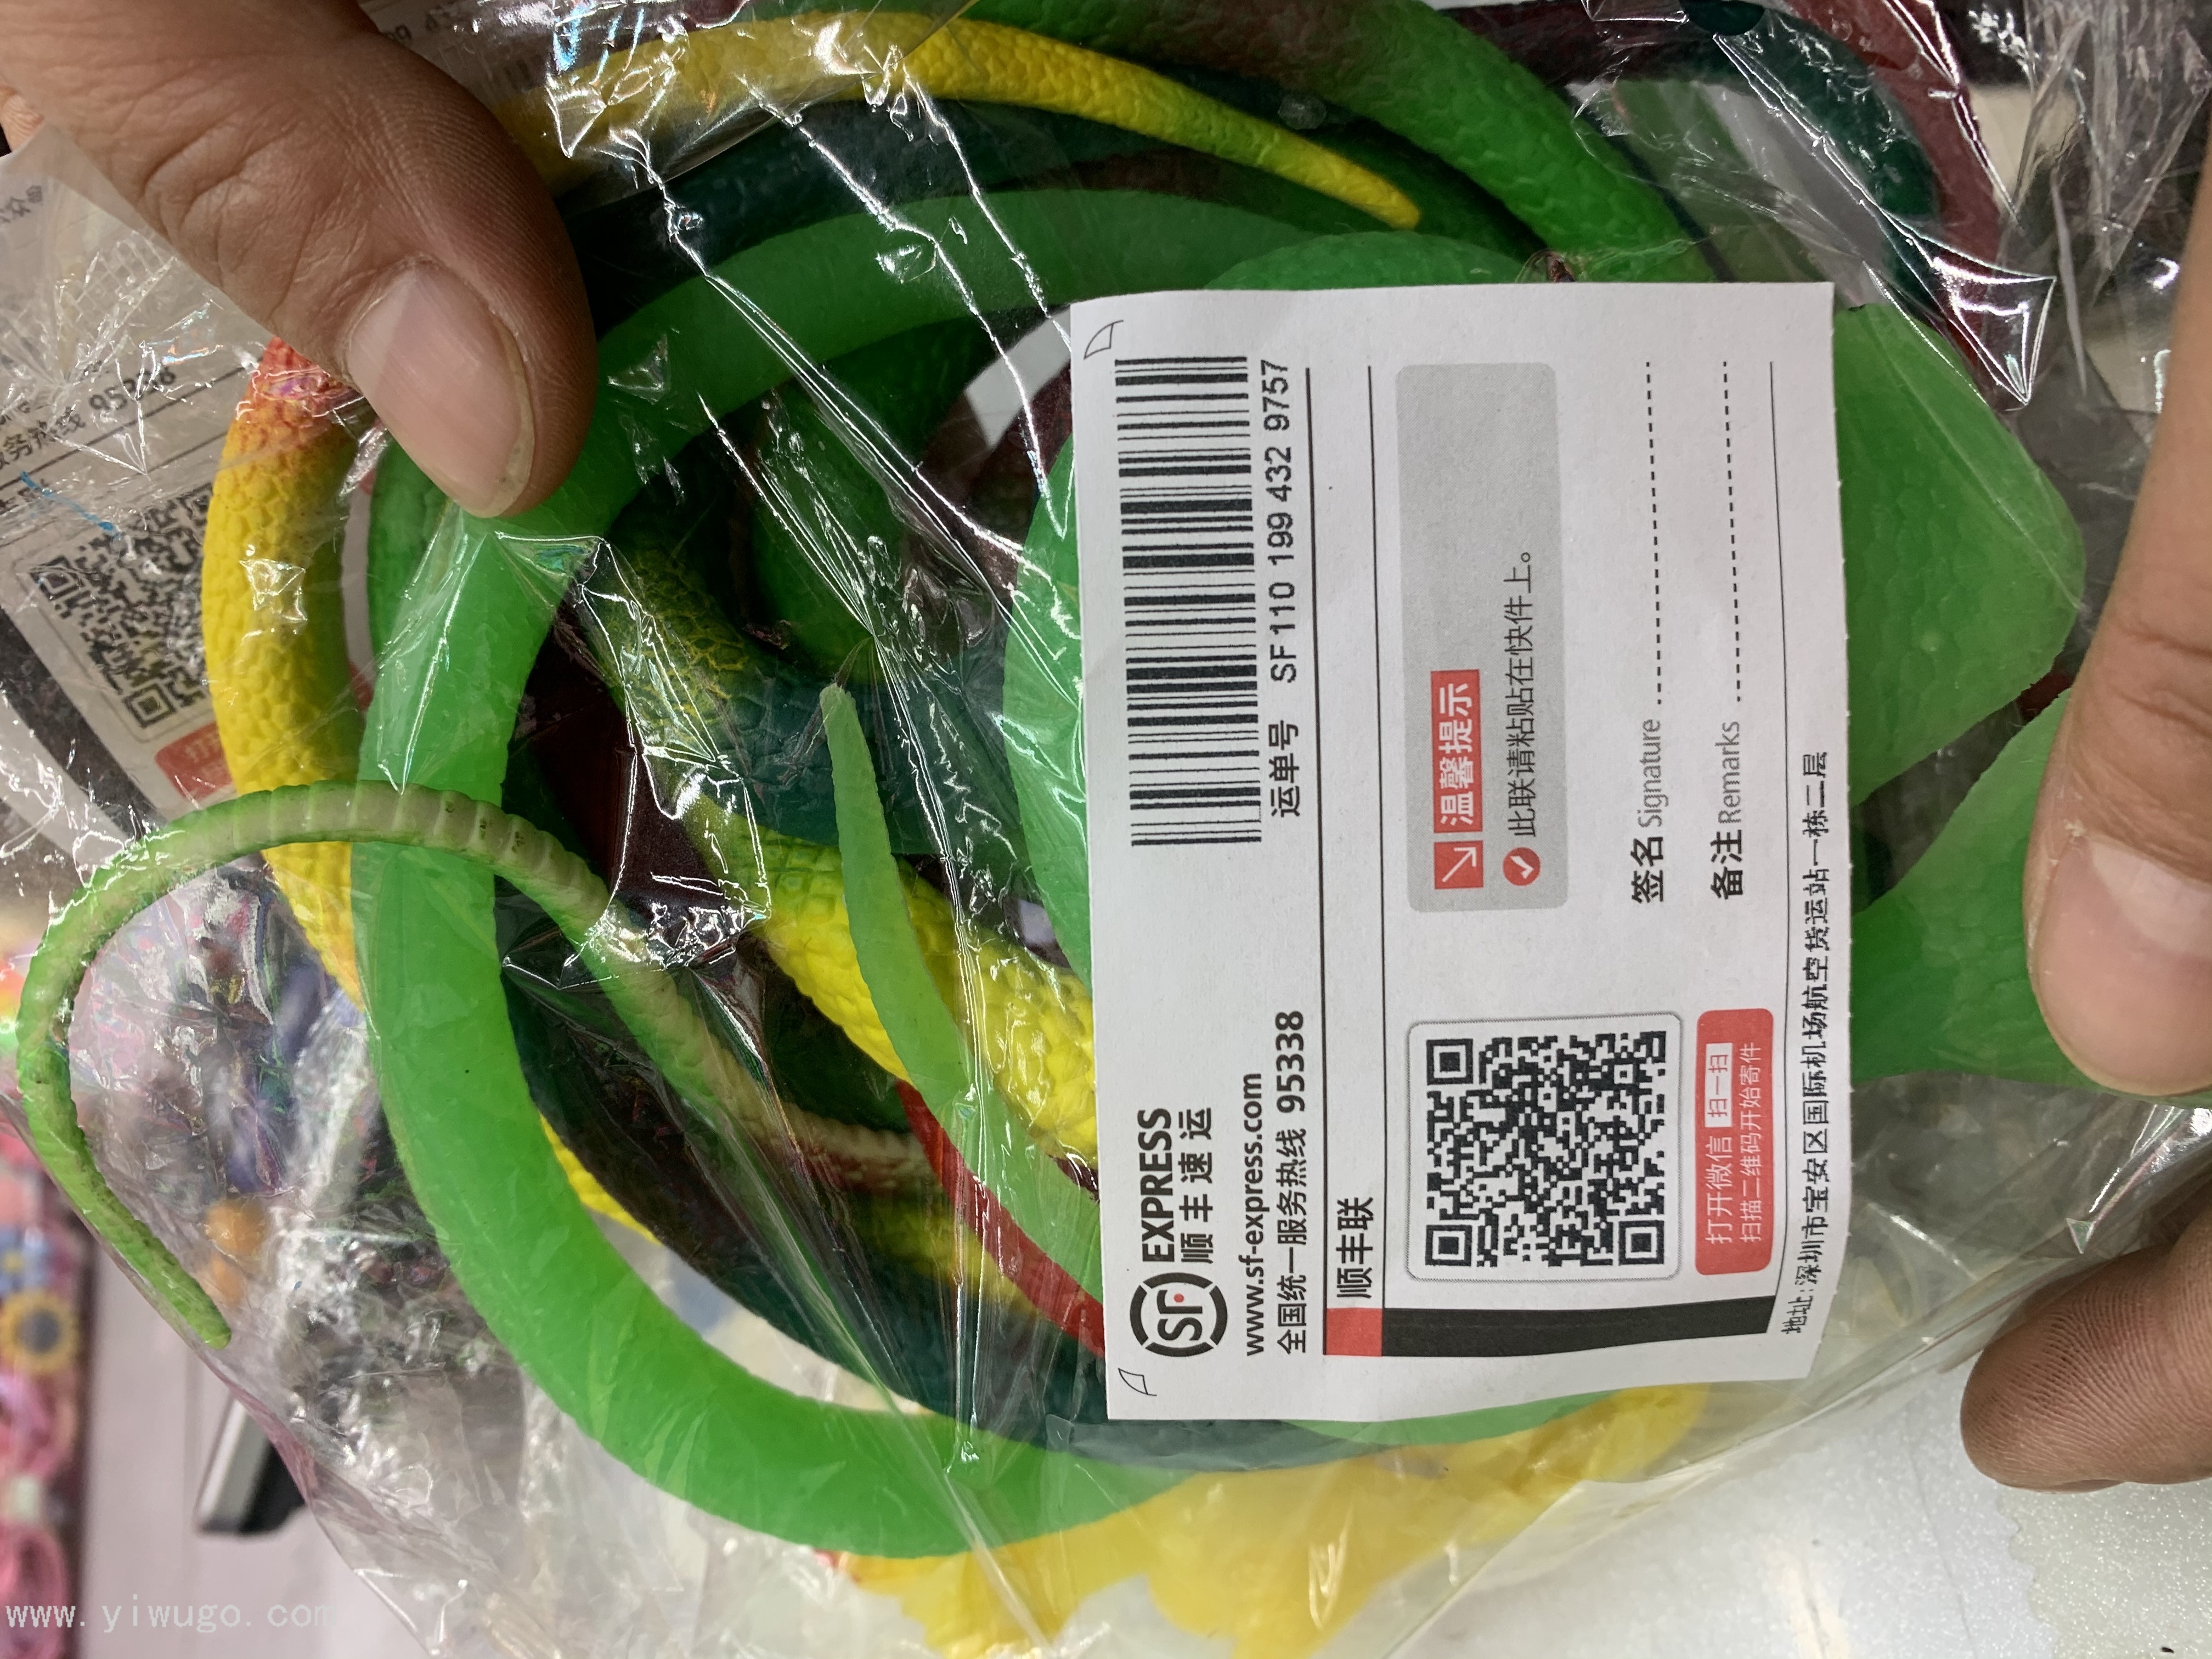 SF EXPRESS
顺丰速运
www.sf-express.com
全国统一服务热线 95338
运单号 SF 110 199 432 9757
顺丰联
温馨提示
此联请粘贴在快件上。
签名 Signature
备注 Remarks
打开微信 扫一扫
扫描二维码开始寄件
地址:深圳市宝安区国际机场航空货运站一栋二层
服务热线
www.yiwugo.com